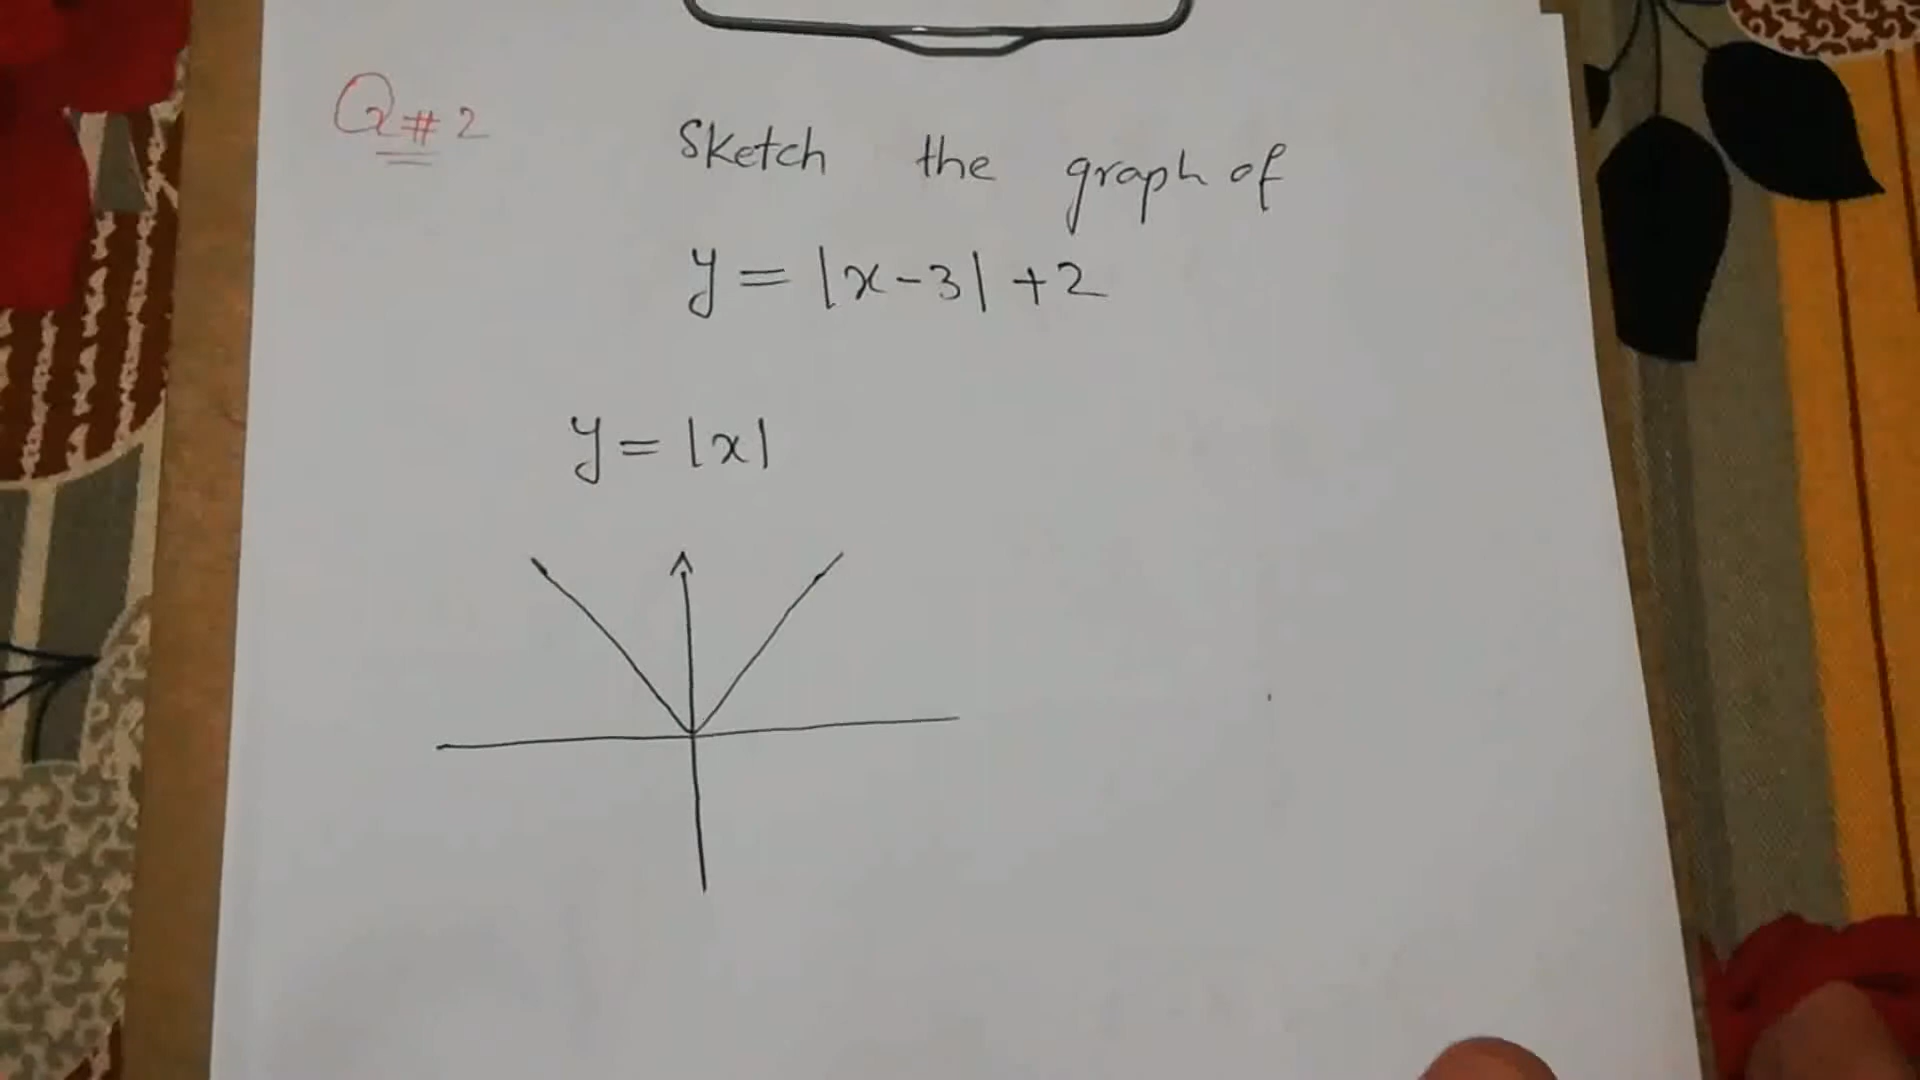 Q#2
Sketch the graph of
y = |x-3| +2
y = |x|